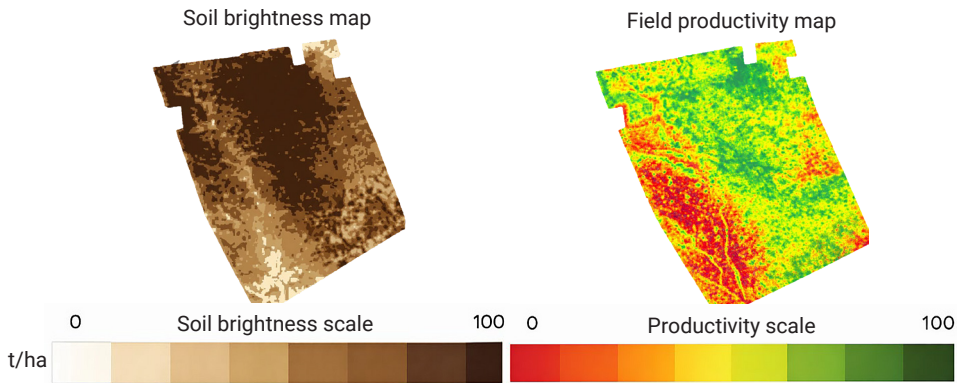 Soil brightness map
Field productivity map
0 Soil brightness scale 100
0 Productivity scale 100
t/ha